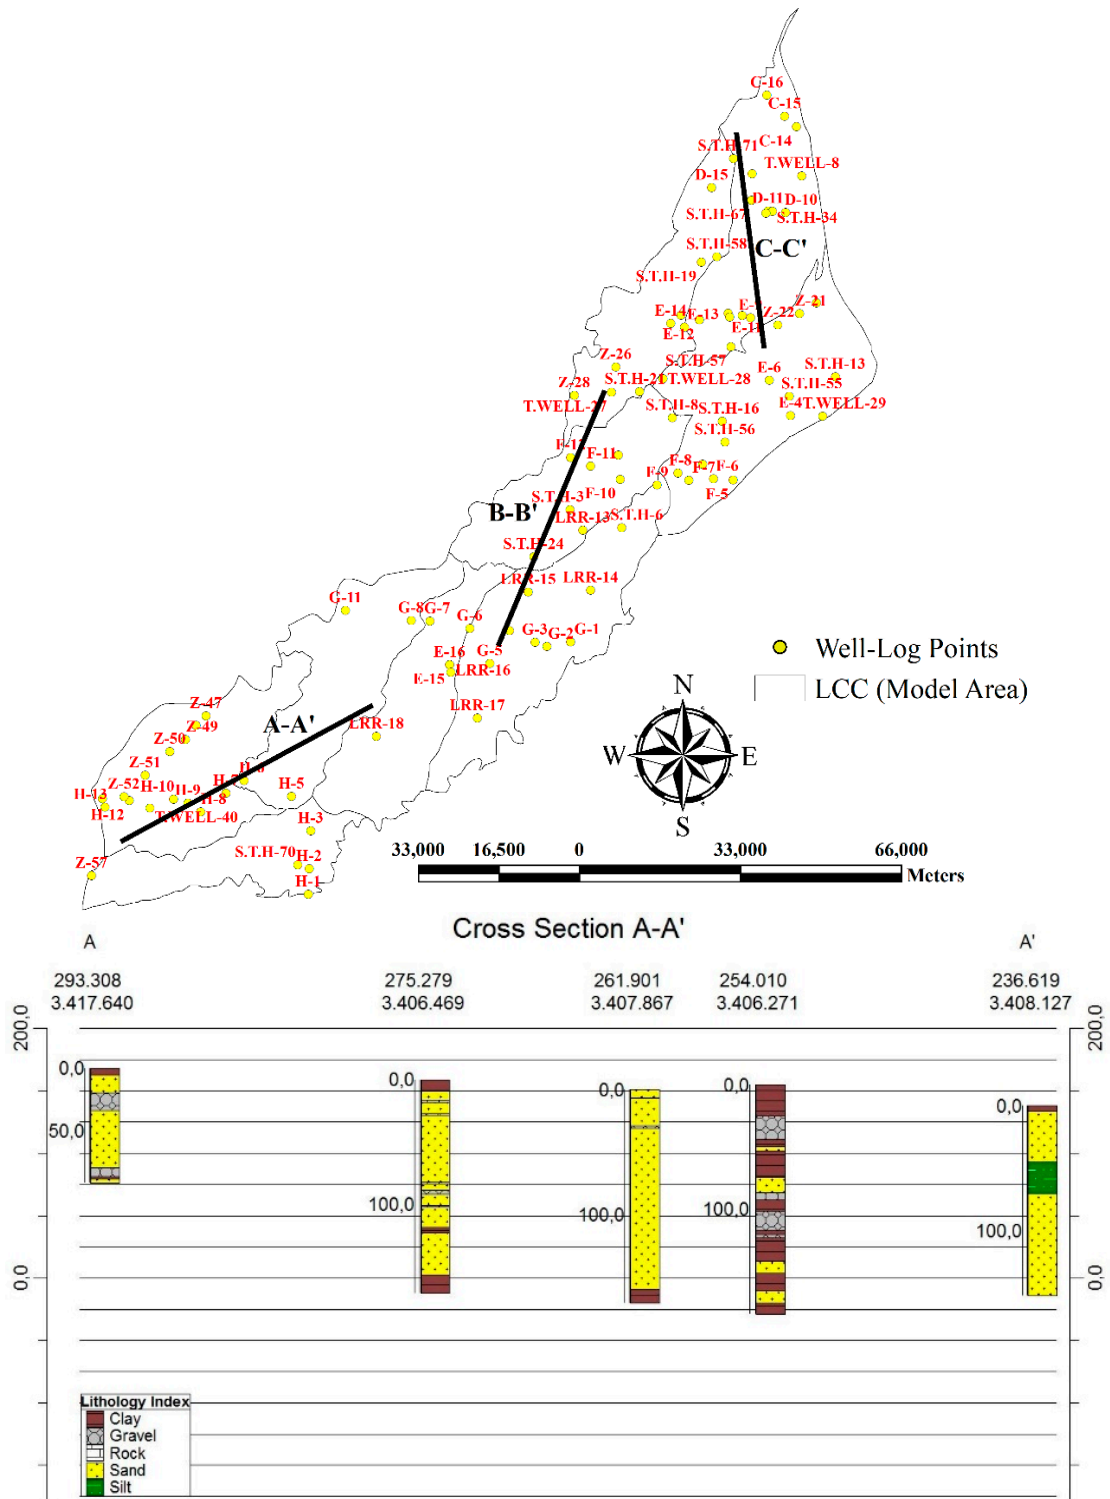 C-16
C-15
C-14
S.T.H-71
T.WELL-8
D-15
D-11
D-10
S.T.H-67
S.T.H-34
S.T.H-58
C-C'
S.T.H-19
Z-21
E-14
E-13
Z-22
E-12
E-11
S.T.H-57
Z-26
E-6
S.T.H-13
S.T.H-21
T.WELL-28
Z-28
S.T.H-55
T.WELL-27
S.T.H-8
S.T.H-16
E-4
T.WELL-29
S.T.H-56
F-11
F-8
F-7
F-6
F-9
F-10
F-5
S.T.H-3
B-B'
LRR-13
S.T.H-6
S.T.H-24
LRR-15
LRR-14
G-11
G-8
G-7
G-6
G-3
G-2
G-1
E-16
G-5
LRR-16
E-15
LRR-17
Well-Log Points
LCC (Model Area)
N
W
E
S
Z-47
A-A'
LRR-18
Z-49
Z-50
Z-51
Z-52
H-10
H-9
H-8
H-5
H-13
H-12
T.WELL-40
H-3
S.T.H-70
H-2
Z-57
H-1
33,000 16,500 0 33,000 66,000
Meters
Cross Section A-A'
A
A'
293.308 275.279 261.901 254.010 236.619
3.417.640 3.406.469 3.407.867 3.406.271 3.408.127
200,0
200,0
0,0
0,0
0,0
0,0
0,0
50,0
100,0
100,0
100,0
100,0
0,0
0,0
Lithology Index
Clay
Gravel
Rock
Sand
Silt